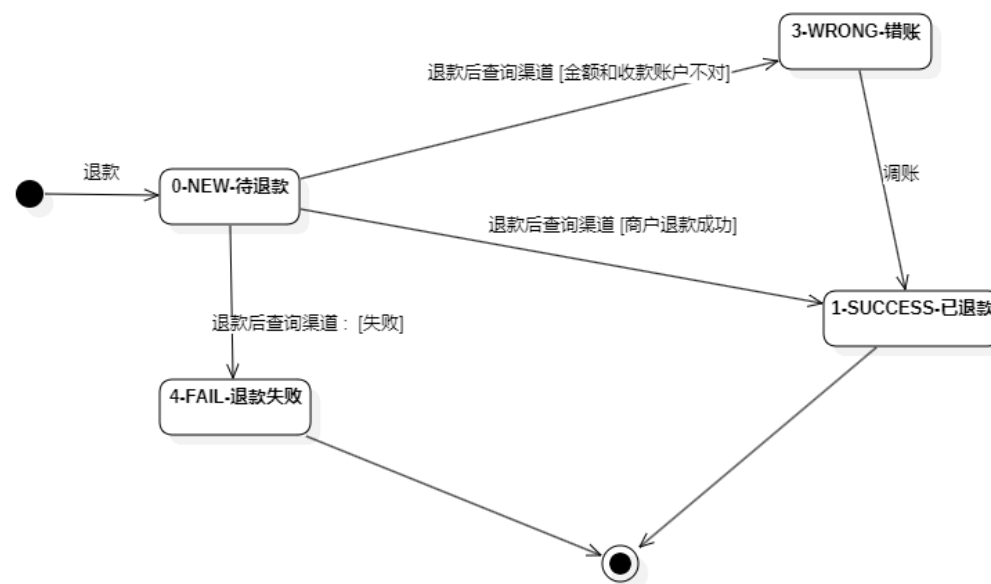 3-WRONG-错账
退款后查询渠道 [金额和收款账户不对]
退款
0-NEW-待退款
调账
退款后查询渠道 [商户退款成功]
1-SUCCESS-已退款
退款后查询渠道： [失败]
4-FAIL-退款失败